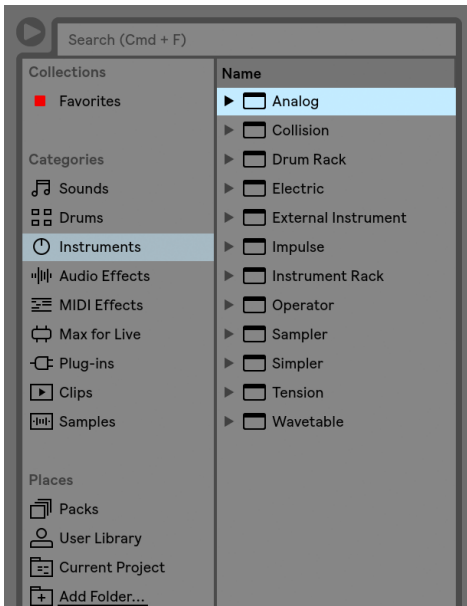 Search (Cmd + F)
Collections
Favorites
Categories
Sounds
Drums
Instruments
Audio Effects
MIDI Effects
Max for Live
Plug-ins
Clips
Samples
Places
Packs
User Library
Current Project
Add Folder...
Name
Analog
Collision
Drum Rack
Electric
External Instrument
Impulse
Instrument Rack
Operator
Sampler
Simpler
Tension
Wavetable